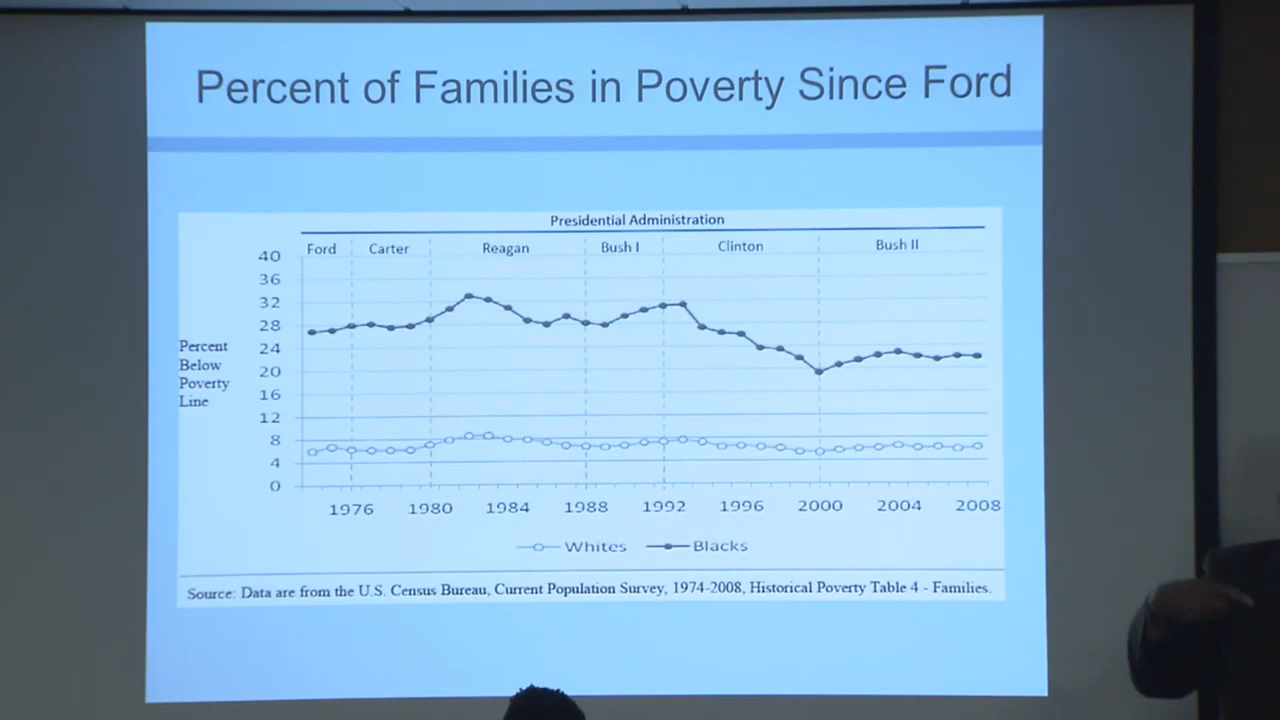 Percent of Families in Poverty Since Ford
Presidential Administration
Ford Carter Reagan Bush I Clinton Bush II
40
36
32
28
24
20
16
12
8
4
0
Percent
Below
Poverty
Line
1976 1980 1984 1988 1992 1996 2000 2004 2008
Whites Blacks
Source: Data are from the U.S. Census Bureau, Current Population Survey, 1974-2008, Historical Poverty Table 4 - Families.